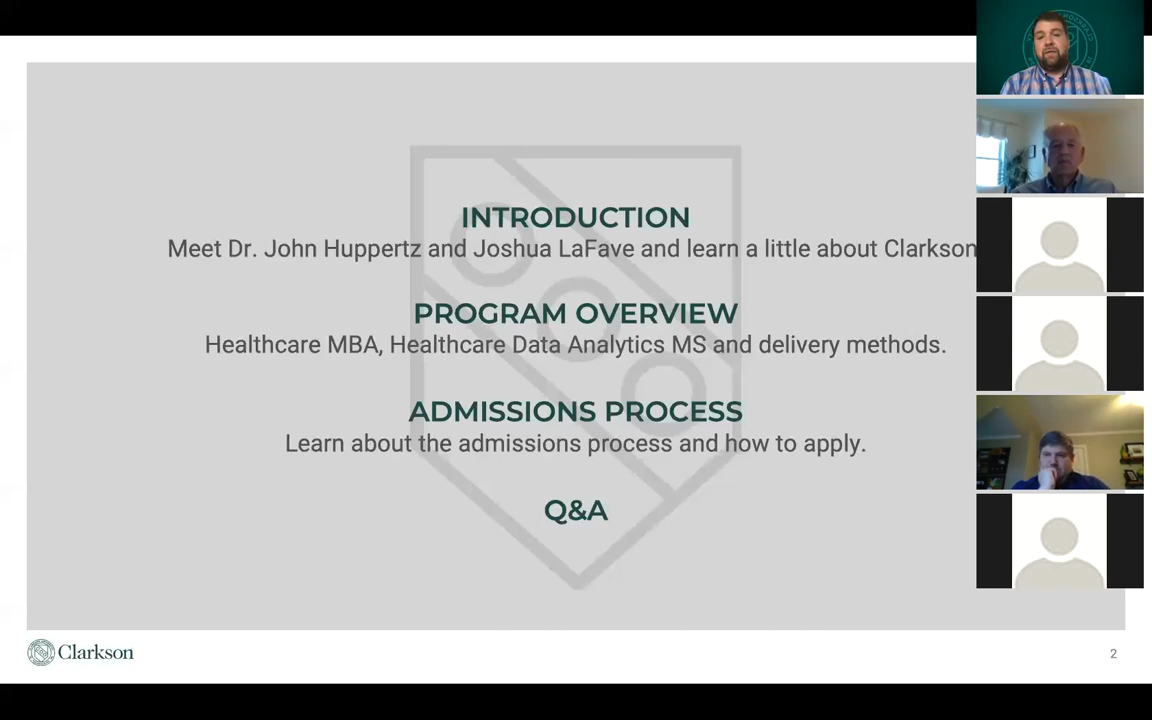 INTRODUCTION
Meet Dr. John Huppertz and Joshua LaFave and learn a little about Clarkson
PROGRAM OVERVIEW
Healthcare MBA, Healthcare Data Analytics MS and delivery methods.
ADMISSIONS PROCESS
Learn about the admissions process and how to apply.
Q&A
Clarkson
2